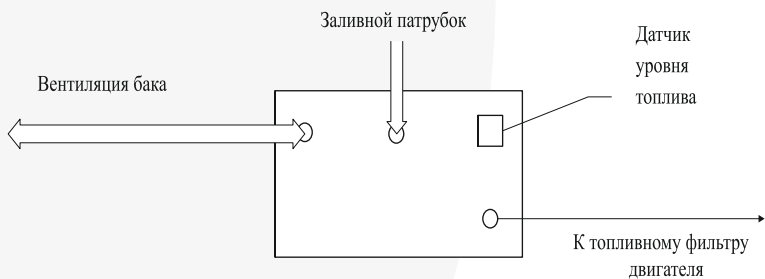 Заливной патрубок
Датчик
уровня
топлива
Вентиляция бака
К топливному фильтру
двигателя